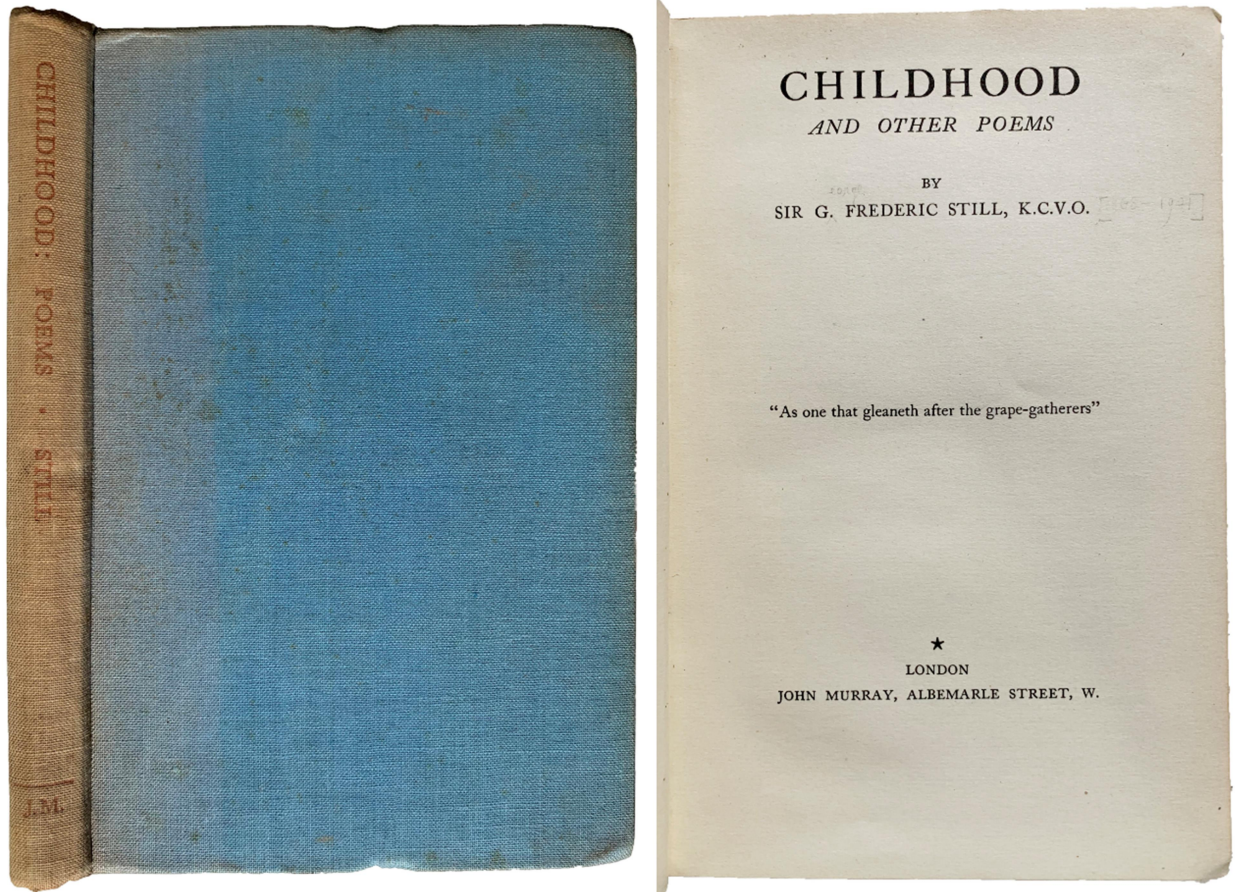 CHILDHOOD: POEMS · STILL
J.M.
CHILDHOOD
AND OTHER POEMS
BY
SIR G. FREDERIC STILL, K.C.V.O.
“As one that gleaneth after the grape-gatherers”
★
LONDON
JOHN MURRAY, ALBEMARLE STREET, W.